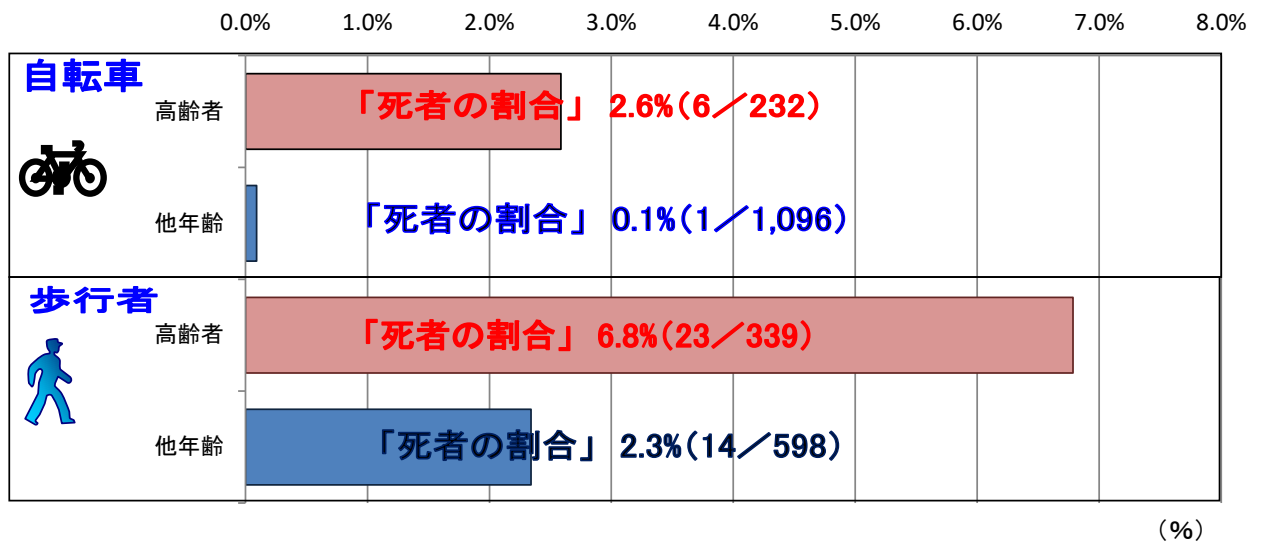 0.0% 1.0% 2.0% 3.0% 4.0% 5.0% 6.0% 7.0% 8.0%
自転車
高齢者 「死者の割合」 2.6%(6／232)
他年齢 「死者の割合」 0.1%(1／1,096)
歩行者
高齢者 「死者の割合」 6.8%(23／339)
他年齢 「死者の割合」 2.3%(14／598)
（%）